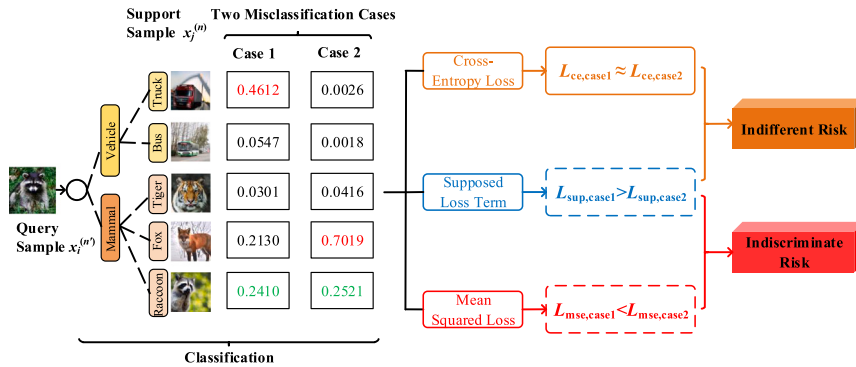 Support
Sample x_j^(n)
Two Misclassification Cases
Case 1
Case 2
Truck
0.4612
0.0026
Vehicle
Bus
0.0547
0.0018
Tiger
0.0301
0.0416
Mammal
Fox
0.2130
0.7019
Raccoon
0.2410
0.2521
Query
Sample x_i^(n')
Classification
Cross-
Entropy Loss
L_ce,case1 ≈ L_ce,case2
Supposed
Loss Term
L_sup,case1>L_sup,case2
Mean
Squared Loss
L_mse,case1<L_mse,case2
Indifferent Risk
Indiscriminate
Risk